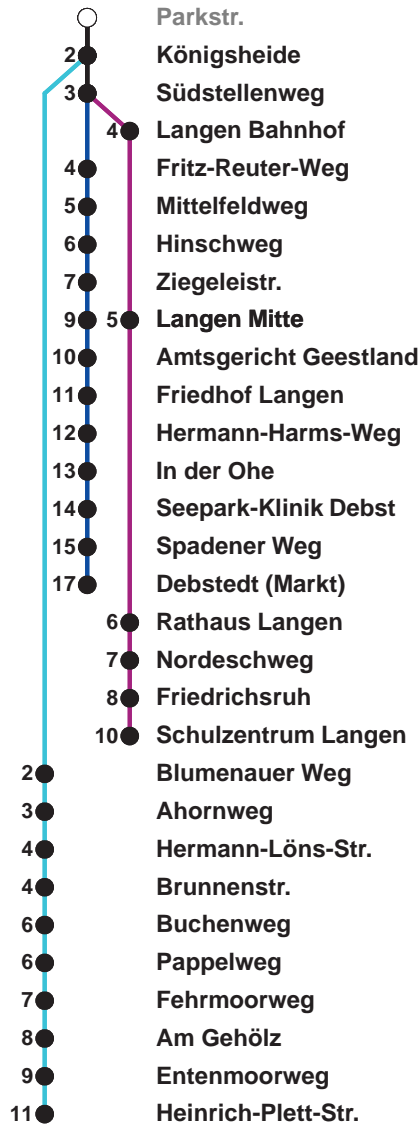 Parkstr.
2 Königsheide
3 Südstellenweg
4 Langen Bahnhof
4 Fritz-Reuter-Weg
5 Mittelfeldweg
6 Hinschweg
7 Ziegeleistr.
9 5 Langen Mitte
10 Amtsgericht Geestland
11 Friedhof Langen
12 Hermann-Harms-Weg
13 In der Ohe
14 Seepark-Klinik Debst
15 Spadener Weg
17 Debstedt (Markt)
6 Rathaus Langen
7 Nordeschweg
8 Friedrichsruh
10 Schulzentrum Langen
2 Blumenauer Weg
3 Ahornweg
4 Hermann-Löns-Str.
4 Brunnenstr.
6 Buchenweg
6 Pappelweg
7 Fehrmoorweg
8 Am Gehölz
9 Entenmoorweg
11 Heinrich-Plett-Str.